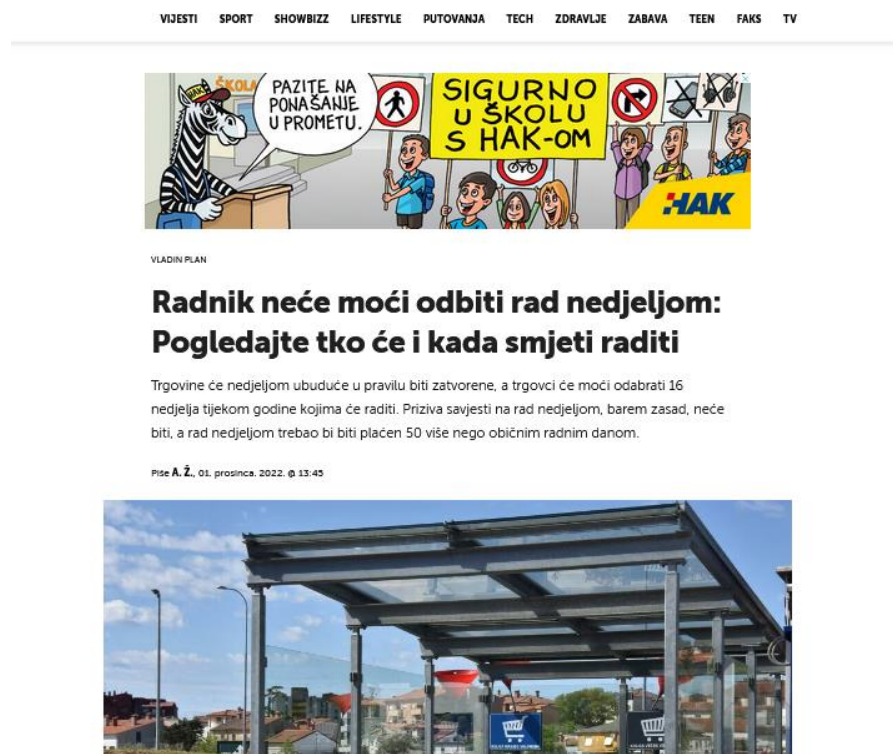 VIJESTI SPORT SHOWBIZZ LIFESTYLE PUTOVANJA TECH ZDRAVLJE ZABAVA TEEN FAKS TV
HAK
ŠKOLA
PAZITE NA
PONAŠANJE
U PROMETU.
SIGURNO
U ŠKOLU
S HAK-OM
HAK
VLADIN PLAN
Radnik neće moći odbiti rad nedjeljom:
Pogledajte tko će i kada smjeti raditi
Trgovine će nedjeljom ubuduće u pravilu biti zatvorene, a trgovci će moći odabrati 16
nedjelja tijekom godine kojima će raditi. Priziva savjesti na rad nedjeljom, barem zasad, neće
biti, a rad nedjeljom trebao bi biti plaćen 50 više nego običnim radnim danom.
Piše A. Ž., 01. prosinca. 2022. @ 13:45